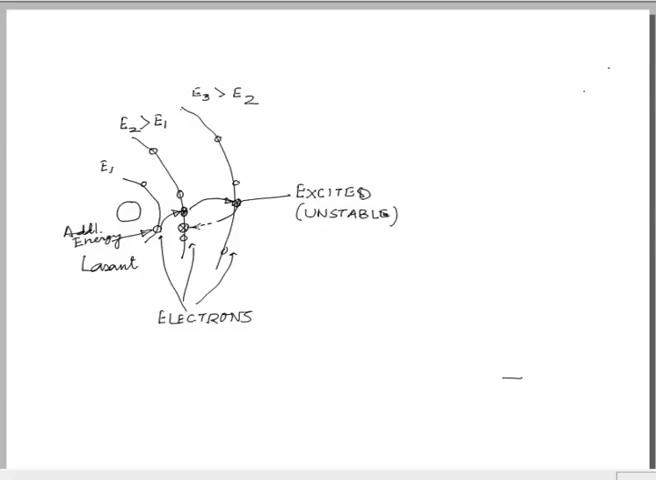 E3 > E2
E2 > E1
E1
EXCITED
(UNSTABLE)
Addl.
Energy
Lasant
ELECTRONS